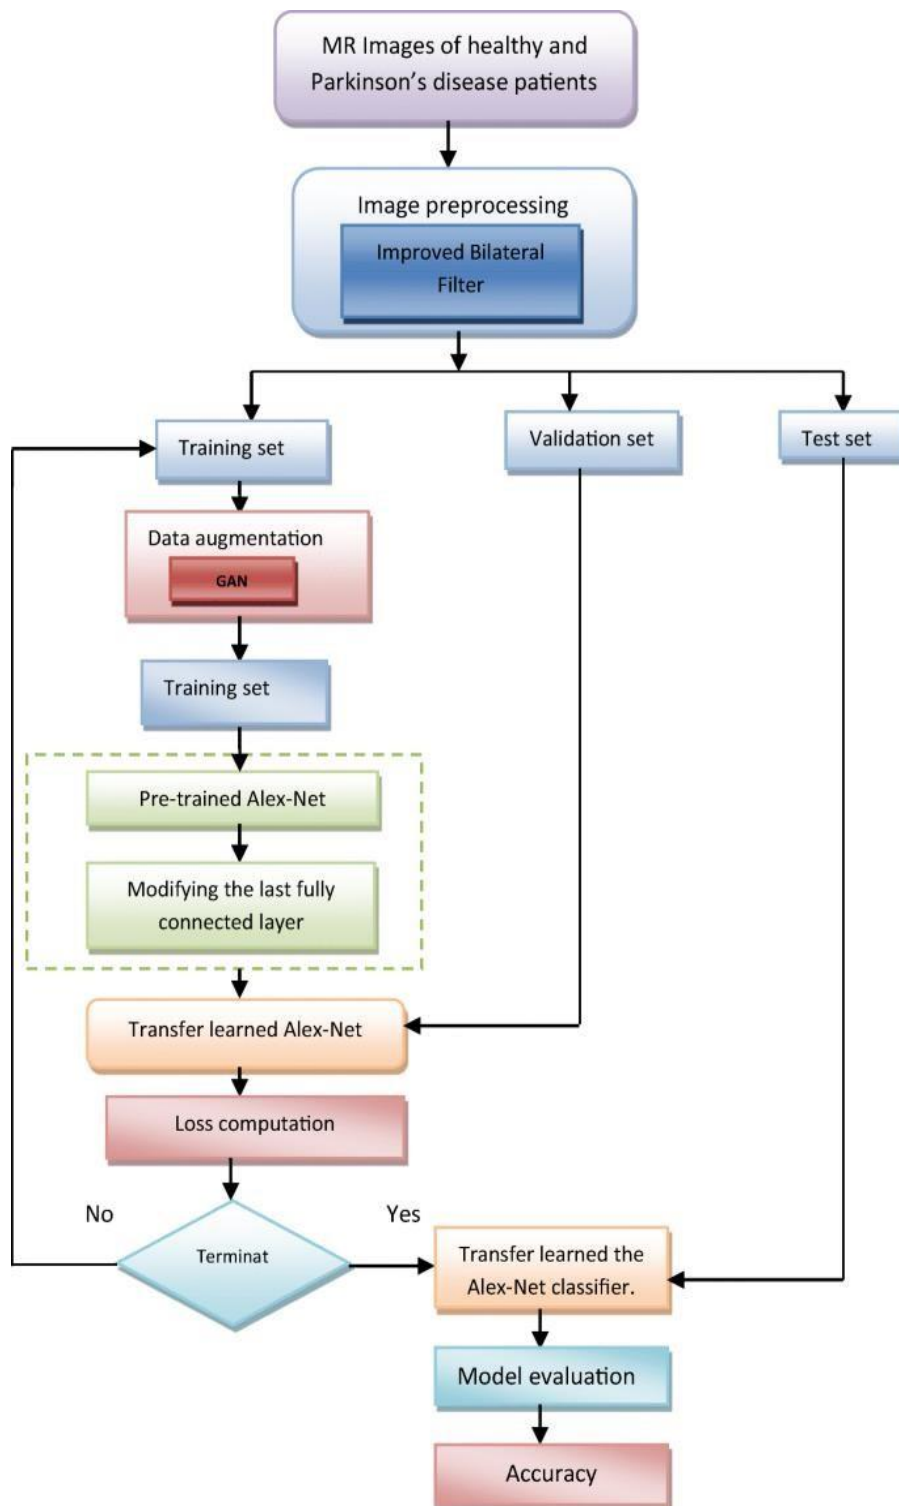 MR Images of healthy and
Parkinson’s disease patients
Image preprocessing
Improved Bilateral
Filter
Training set
Validation set
Test set
Data augmentation
GAN
Training set
Pre-trained Alex-Net
Modifying the last fully
connected layer
Transfer learned Alex-Net
Loss computation
No
Yes
Terminat
Transfer learned the
Alex-Net classifier.
Model evaluation
Accuracy